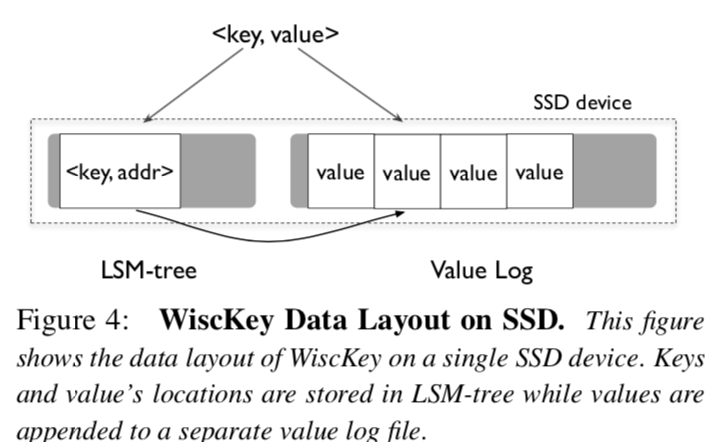 <key, value>
SSD device
<key, addr>
value
value
value
value
LSM-tree
Value Log
Figure 4: WiscKey Data Layout on SSD. This figure
shows the data layout of WiscKey on a single SSD device. Keys
and value's locations are stored in LSM-tree while values are
appended to a separate value log file.